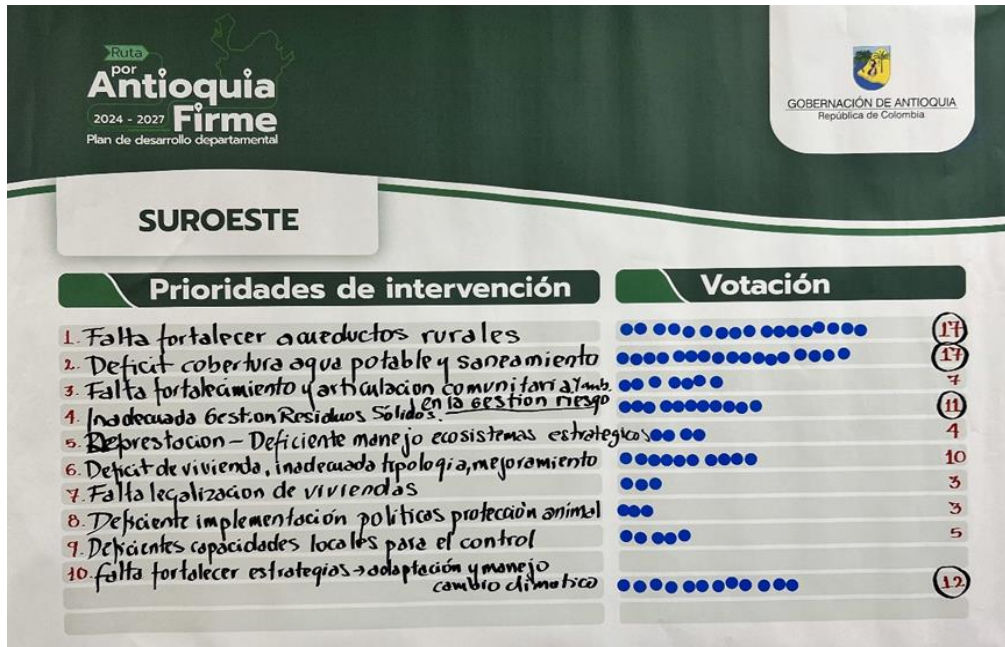 Ruta
por
Antioquia
2024 - 2027 Firme
Plan de desarrollo departamental
GOBERNACIÓN DE ANTIOQUIA
República de Colombia
SUROESTE
Prioridades de intervención Votación
1. Falta fortalecer acueductos rurales 17
2. Deficit cobertura agua potable y saneamiento 17
3. Falta fortalecimiento y articulacion comunitaria y amb. 7
en la gestion riesgo
4. Inadecuada Gestion Residuos Sólidos. 11
5. Deforestacion - Deficiente manejo ecosistemas estrategicos 4
6. Deficit de vivienda, inadecuada tipologia, mejoramiento 10
7. Falta legalizacion de viviendas 3
8. Deficiente implementación politicas protección animal 3
9. Deficientes capacidades locales para el control 5
10. falta fortalecer estrategias → adaptación y manejo
cambio climatico 12